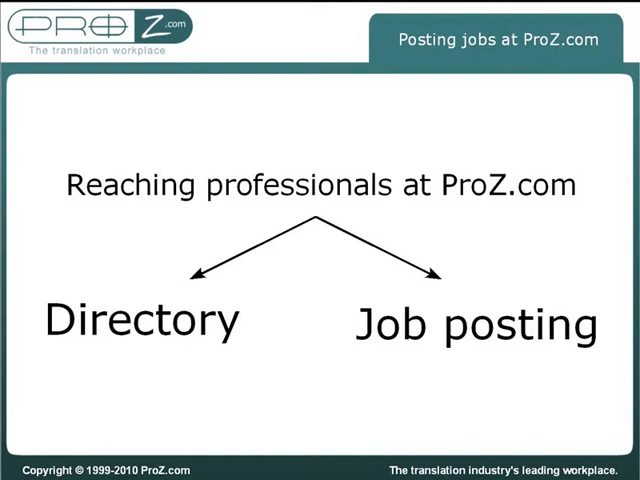 PROZ.com
The translation workplace
Posting jobs at ProZ.com
Reaching professionals at ProZ.com
Directory
Job posting
Copyright © 1999-2010 ProZ.com
The translation industry's leading workplace.